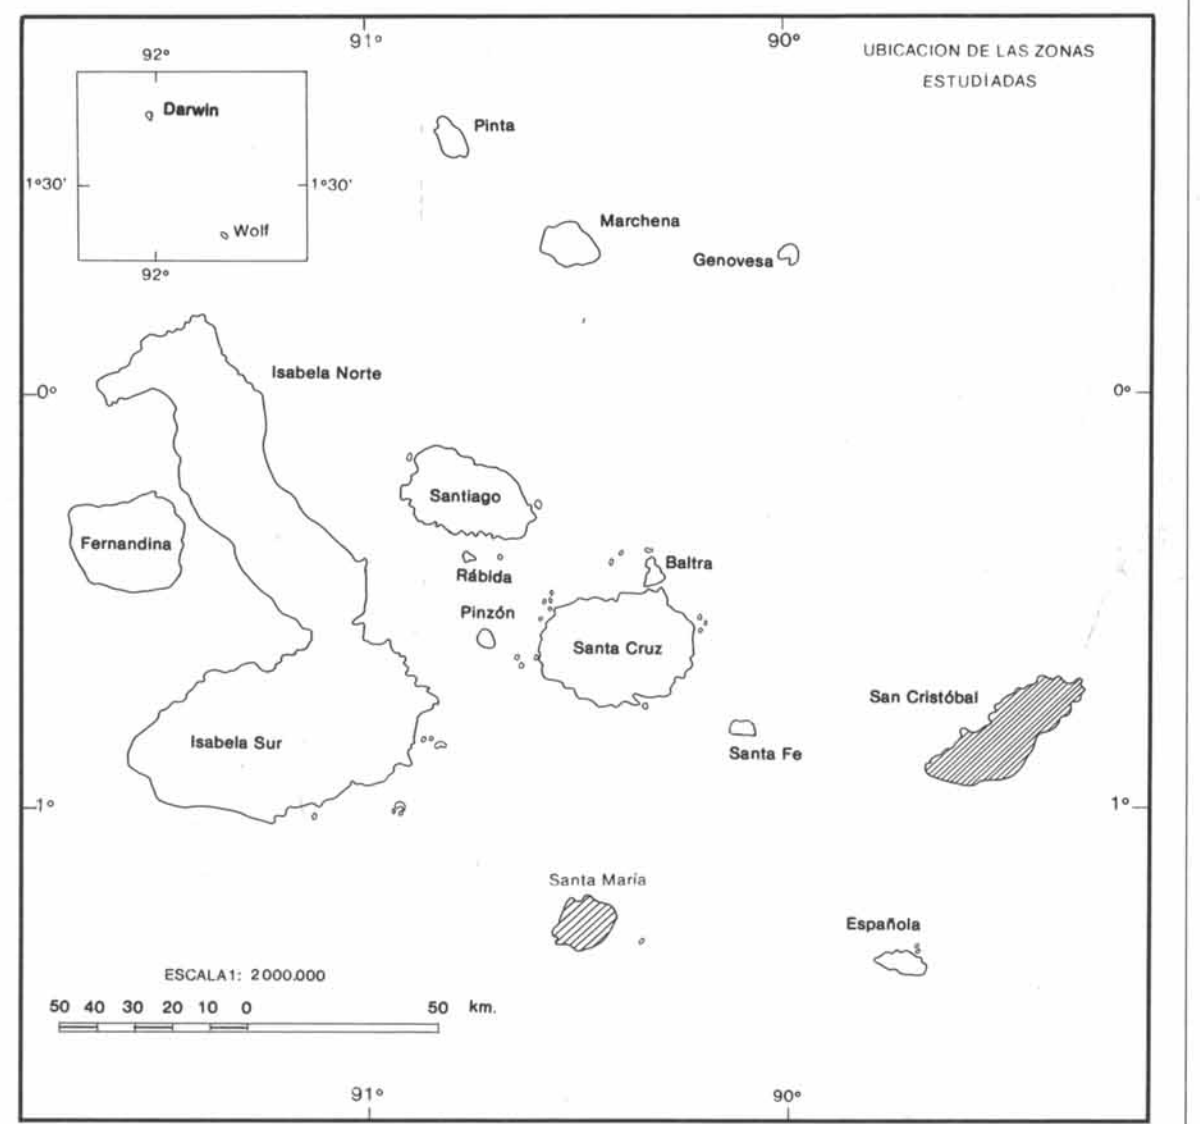 91°
90°
UBICACION DE LAS ZONAS
ESTUDIADAS
92°
Darwin
1°30'
1°30'
Wolf
92°
Pinta
Marchena
Genovesa
Isabela Norte
0°
0°
Santiago
Fernandina
Rábida
Baltra
Pinzón
Santa Cruz
San Cristóbal
Isabela Sur
Santa Fe
1°
1°
Santa María
Española
ESCALA 1: 2 000.000
50 40 30 20 10 0 50 km.
91°
90°